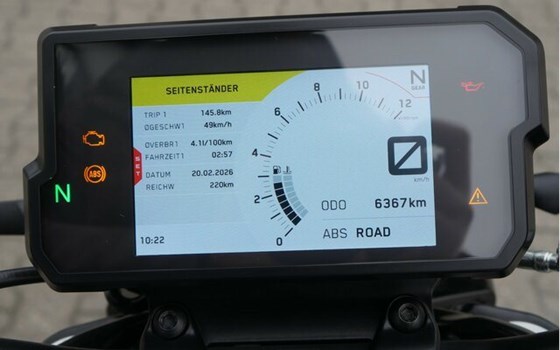 SEITENSTÄNDER
N
GEAR
TRIP 1 145.8km
ØGESCHW1 49km/h
ØVERBR1 4.1l/100km
FAHRZEIT1 02:57
DATUM 20.02.2026
REICHW 220km
SET
10:22
0
2
4
6
8
10
12
0
km/h
ODO 6367km
ABS ROAD
ABS
N